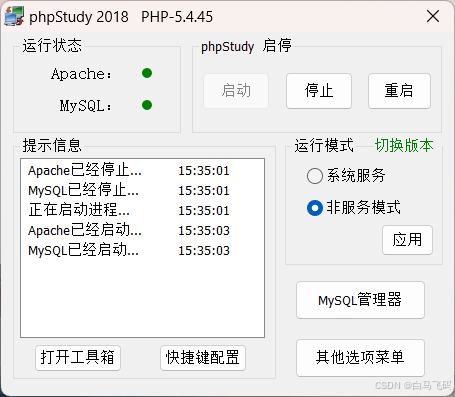 phpStudy 2018 PHP-5.4.45
运行状态
Apache:
MySQL:
phpStudy 启停
启动 停止 重启
提示信息
Apache已经停止... 15:35:01
MySQL已经停止... 15:35:01
正在启动进程... 15:35:01
Apache已经启动... 15:35:03
MySQL已经启动... 15:35:03
运行模式 切换版本
系统服务
非服务模式
应用
MySQL管理器
打开工具箱 快捷键配置
其他选项菜单
CSDN @白马飞码